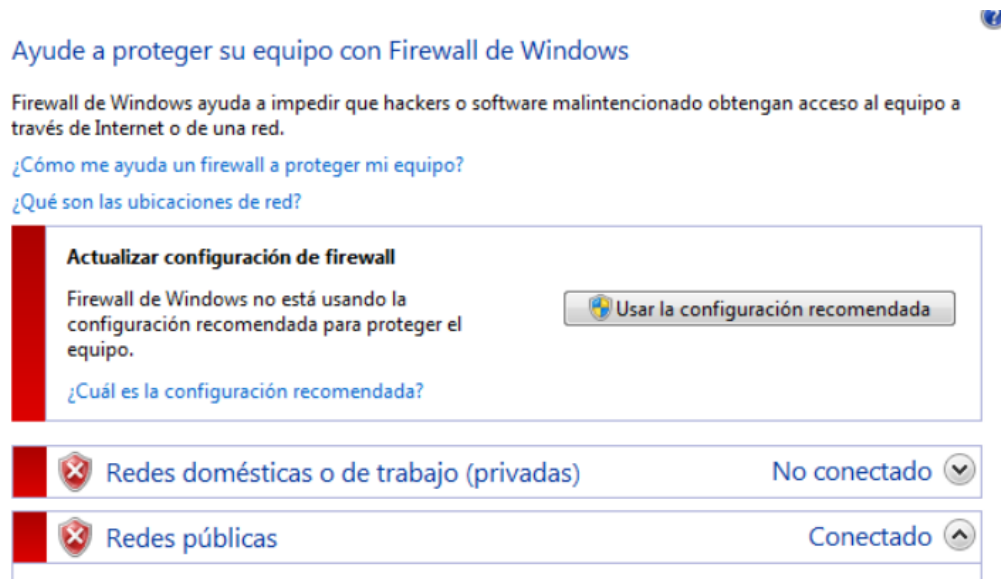 Ayude a proteger su equipo con Firewall de Windows
Firewall de Windows ayuda a impedir que hackers o software malintencionado obtengan acceso al equipo a
través de Internet o de una red.
¿Cómo me ayuda un firewall a proteger mi equipo?
¿Qué son las ubicaciones de red?
Actualizar configuración de firewall
Firewall de Windows no está usando la
configuración recomendada para proteger el
equipo.
Usar la configuración recomendada
¿Cuál es la configuración recomendada?
Redes domésticas o de trabajo (privadas) No conectado
Redes públicas Conectado